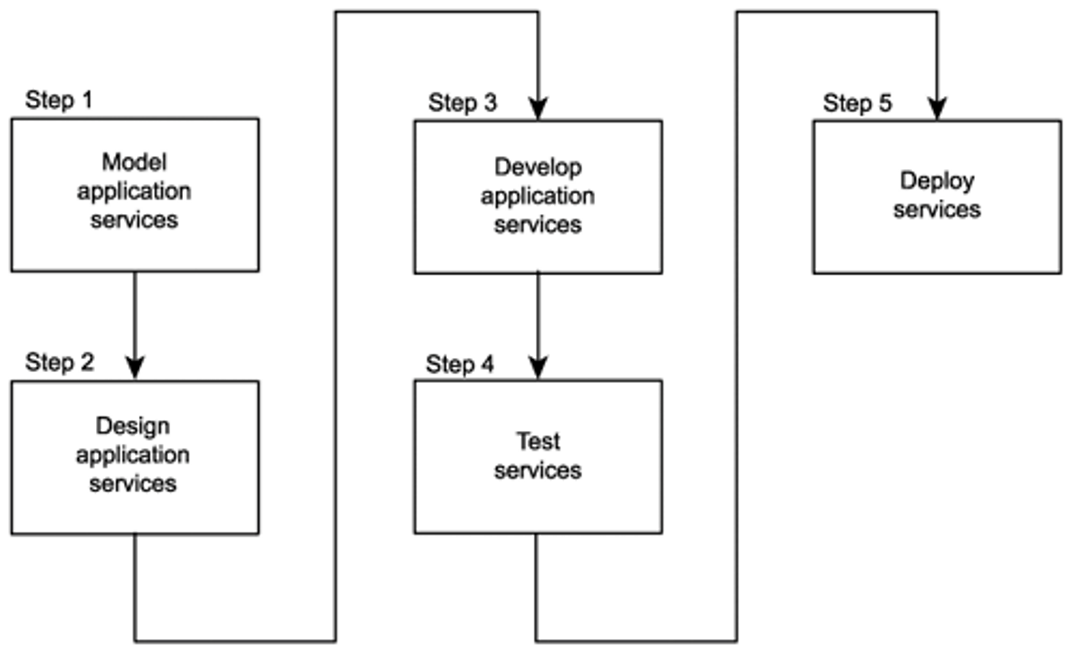 Step 1
Model
application
services
Step 2
Design
application
services
Step 3
Develop
application
services
Step 4
Test
services
Step 5
Deploy
services